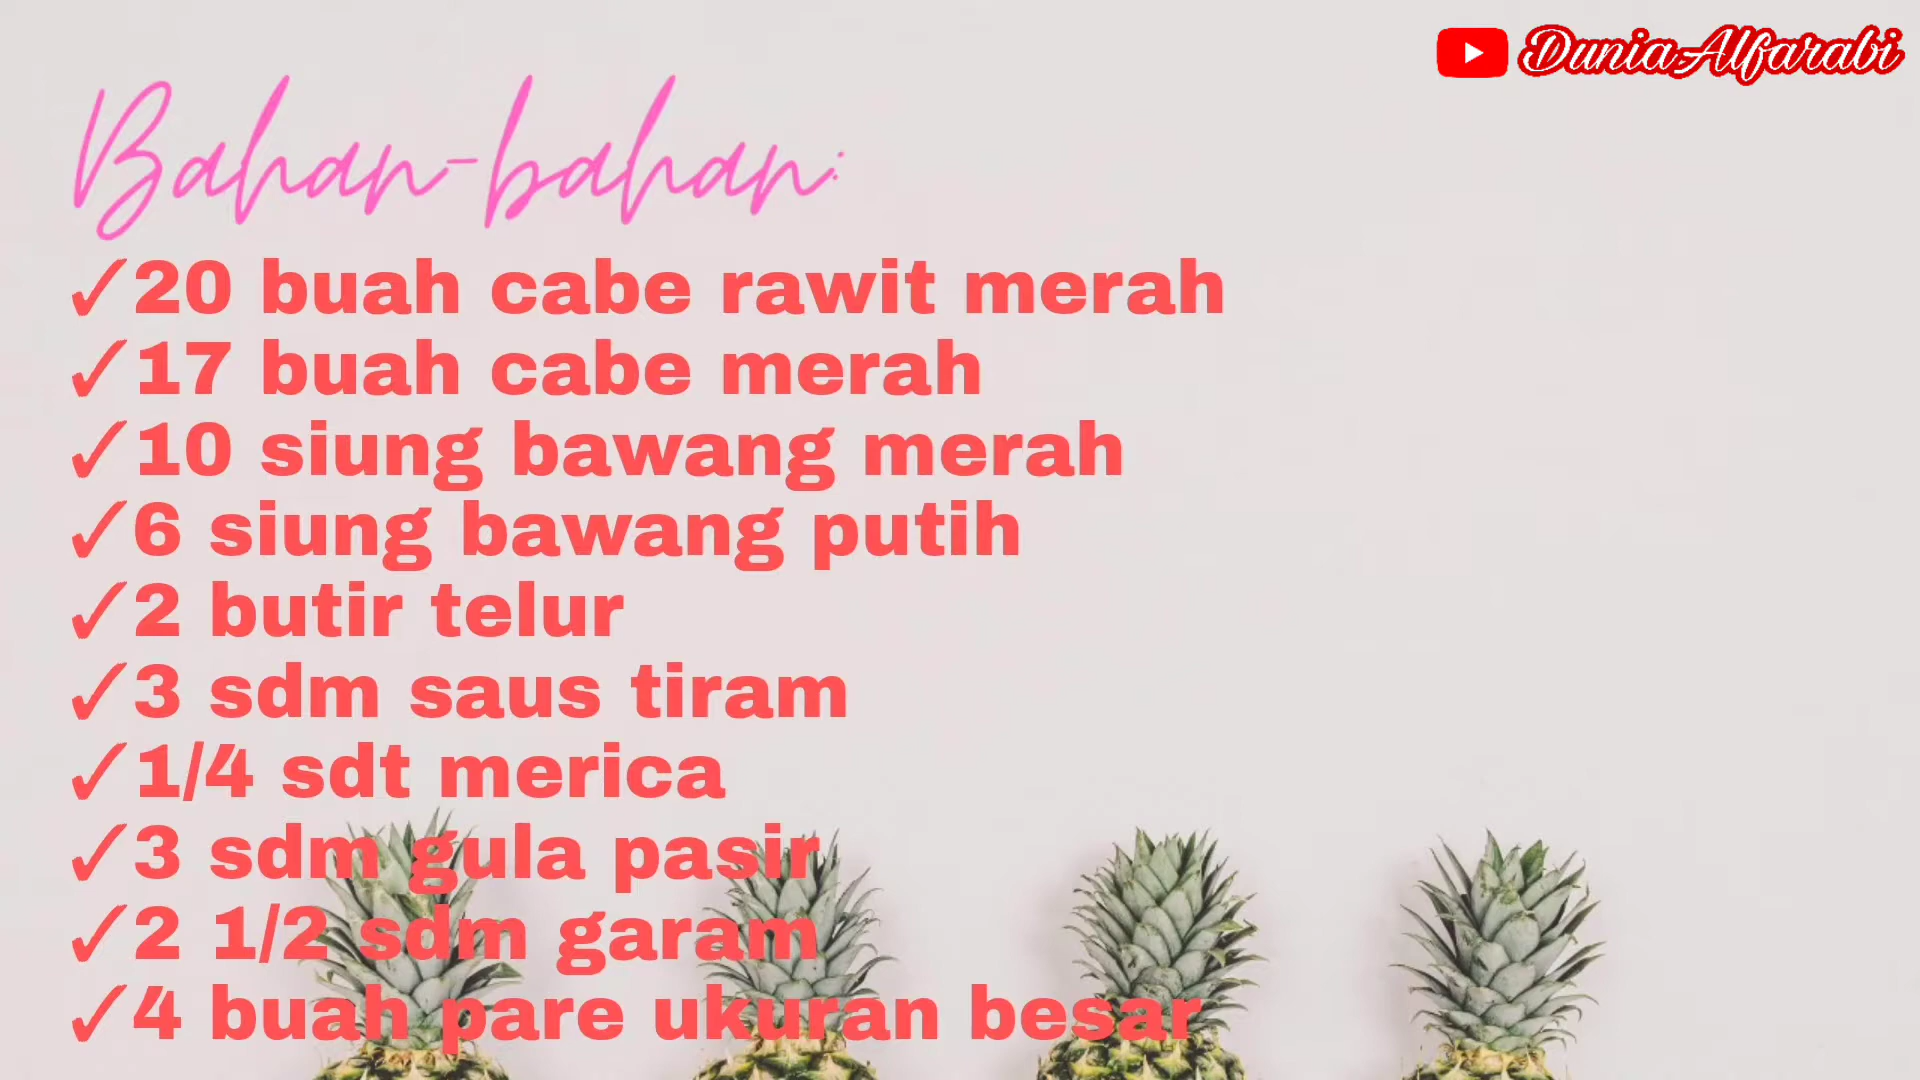 Dunia Alfarabi
Bahan-bahan:
✓20 buah cabe rawit merah
✓17 buah cabe merah
✓10 siung bawang merah
✓6 siung bawang putih
✓2 butir telur
✓3 sdm saus tiram
✓1/4 sdt merica
✓3 sdm gula pasir
✓2 1/2 sdm garam
✓4 buah pare ukuran besar